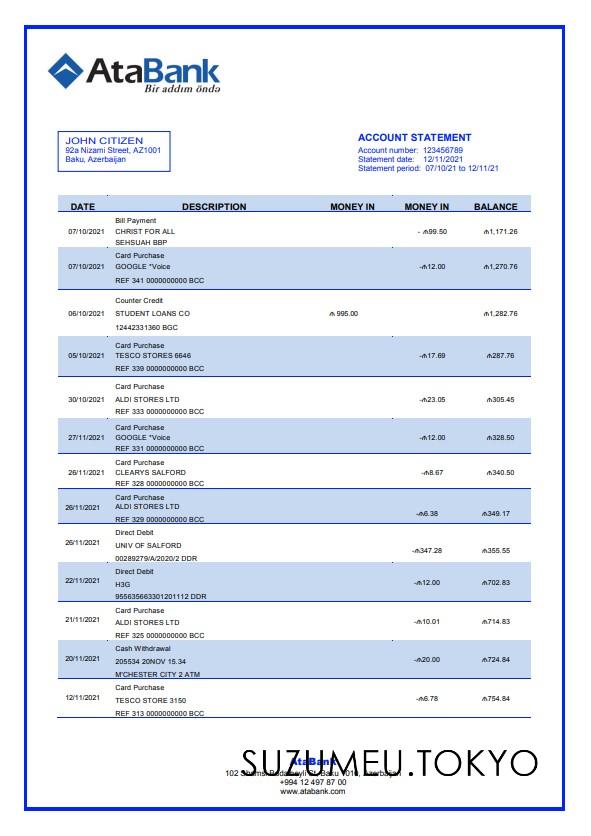 AtaBank
Bir addım öndə
JOHN CITIZEN
92a Nizami Street, AZ1001
Baku, Azerbaijan
ACCOUNT STATEMENT
Account number: 123456789
Statement date: 12/11/2021
Statement period: 07/10/21 to 12/11/21
DATE DESCRIPTION MONEY IN MONEY IN BALANCE
Bill Payment
07/10/2021 CHRIST FOR ALL - ₼99.50 ₼1,171.26
SEHSUAH BBP
Card Purchase
07/10/2021 GOOGLE *Voice -₼12.00 ₼1,270.76
REF 341 0000000000 BCC
Counter Credit
06/10/2021 STUDENT LOANS CO ₼ 995.00 ₼1,282.76
12442331360 BGC
Card Purchase
05/10/2021 TESCO STORES 6646 -₼17.69 ₼287.76
REF 339 0000000000 BCC
Card Purchase
30/10/2021 ALDI STORES LTD -₼23.05 ₼305.45
REF 333 0000000000 BCC
Card Purchase
27/11/2021 GOOGLE *Voice -₼12.00 ₼328.50
REF 331 0000000000 BCC
Card Purchase
26/11/2021 CLEARYS SALFORD -₼8.67 ₼340.50
REF 328 0000000000 BCC
Card Purchase
26/11/2021 ALDI STORES LTD -₼6.38 ₼349.17
REF 329 0000000000 BCC
Direct Debit
26/11/2021 UNIV OF SALFORD -₼347.28 ₼355.55
00289279/A/2020/2 DDR
Direct Debit
22/11/2021 H3G -₼12.00 ₼702.83
955635663301201112 DDR
Card Purchase
21/11/2021 ALDI STORES LTD -₼10.01 ₼714.83
REF 325 0000000000 BCC
Cash Withdrawal
20/11/2021 205534 20NOV 15.34 -₼20.00 ₼724.84
M'CHESTER CITY 2 ATM
Card Purchase
12/11/2021 TESCO STORE 3150 -₼6.78 ₼754.84
REF 313 0000000000 BCC
AtaBank
SUZHMEU.TOKYO
102 Shamsi Badalbeyli St, Baku 1010, Azerbaijan
+994 12 497 87 00
www.atabank.com